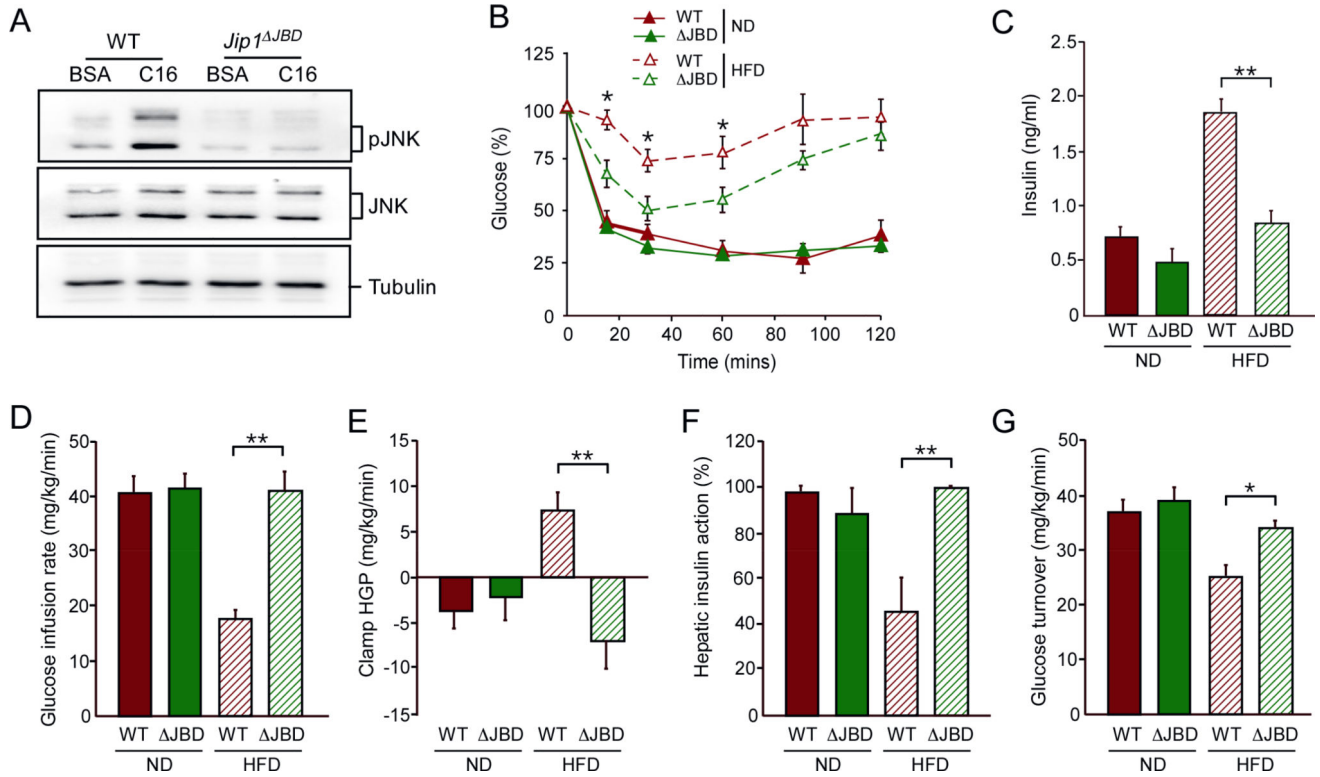 A
WT
Jip1ΔJBD
BSA C16 BSA C16
pJNK
JNK
Tubulin
B
WT
ΔJBD
ND
WT
ΔJBD
HFD
125
100
75
50
25
0
Glucose (%)
* * *
0 20 40 60 80 100 120
Time (mins)
C
**
2.5
2.0
1.5
1.0
0.5
0
Insulin (ng/ml)
WT ΔJBD WT ΔJBD
ND HFD
D
**
50
40
30
20
10
0
Glucose infusion rate (mg/kg/min)
WT ΔJBD WT ΔJBD
ND HFD
E
**
15
10
5
0
-5
-10
-15
Clamp HGP (mg/kg/min)
WT ΔJBD WT ΔJBD
ND HFD
F
**
120
100
80
60
40
20
0
Hepatic insulin action (%)
WT ΔJBD WT ΔJBD
ND HFD
G
*
50
40
30
20
10
0
Glucose turnover (mg/kg/min)
WT ΔJBD WT ΔJBD
ND HFD